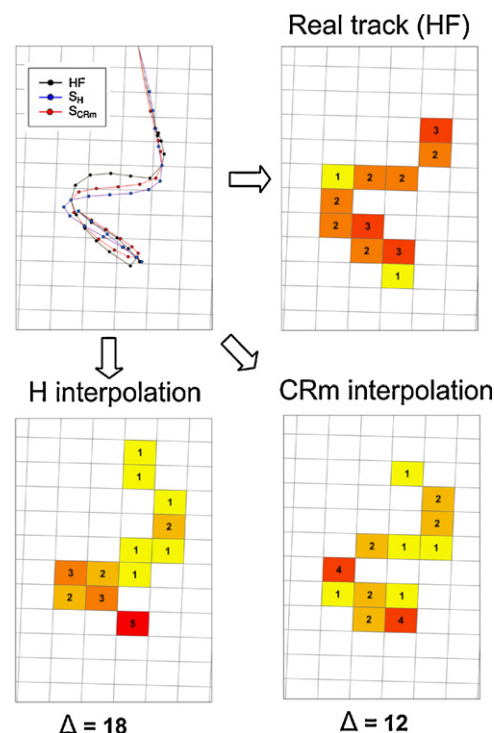 Real track (HF)
HF
S_H
S_CRm
3
2
1 2 2
2
2 3
2 3
1
H interpolation
CRm interpolation
1
1
1
2
1 1
3 2 1
2 3
5
1
2
2
2 1 1
4
1 2 1
2 4
Δ = 18
Δ = 12